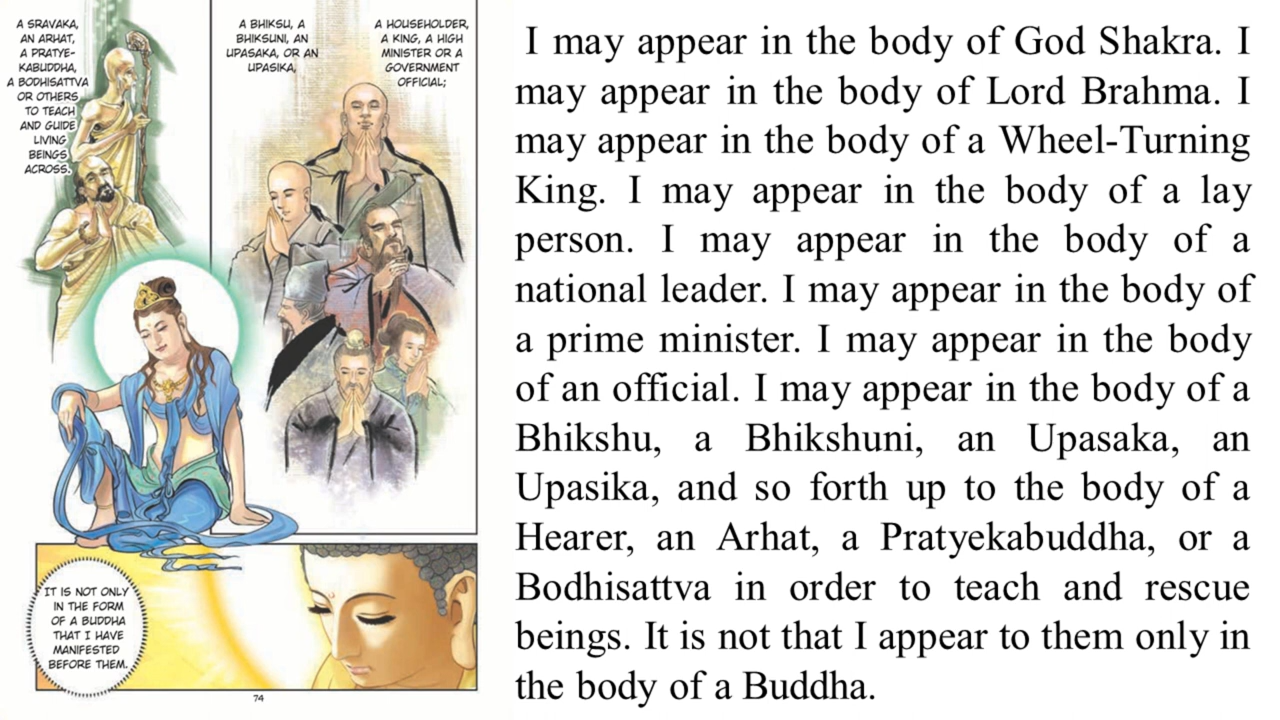 A SRAVAKA,
AN ARHAT,
A PRATYE-
KABUDDHA,
A BODHISATTVA
OR OTHERS
TO TEACH
AND GUIDE
LIVING
BEINGS
ACROSS.
A BHIKSU, A
BHIKSUNI, AN
UPASAKA, OR AN
UPASIKA,
A HOUSEHOLDER,
A KING, A HIGH
MINISTER OR A
GOVERNMENT
OFFICIAL;
IT IS NOT ONLY
IN THE FORM
OF A BUDDHA
THAT I HAVE
MANIFESTED
BEFORE THEM.
74
I may appear in the body of God Shakra. I
may appear in the body of Lord Brahma. I
may appear in the body of a Wheel-Turning
King. I may appear in the body of a lay
person. I may appear in the body of a
national leader. I may appear in the body of
a prime minister. I may appear in the body
of an official. I may appear in the body of a
Bhikshu, a Bhikshuni, an Upasaka, an
Upasika, and so forth up to the body of a
Hearer, an Arhat, a Pratyekabuddha, or a
Bodhisattva in order to teach and rescue
beings. It is not that I appear to them only in
the body of a Buddha.